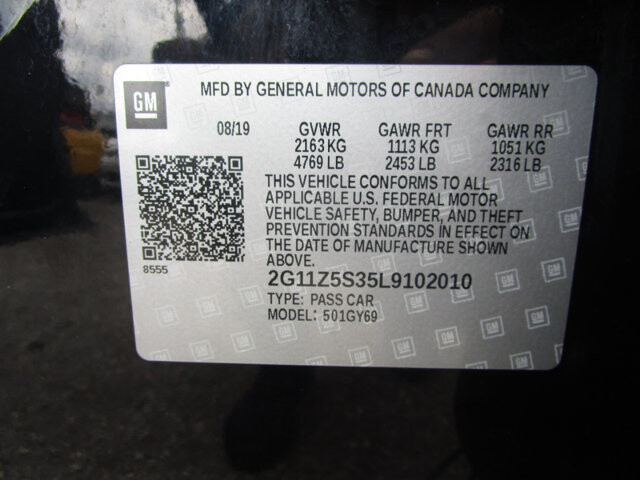 GM
MFD BY GENERAL MOTORS OF CANADA COMPANY
08/19 GVWR GAWR FRT GAWR RR
2163 KG 1113 KG 1051 KG
4769 LB 2453 LB 2316 LB
THIS VEHICLE CONFORMS TO ALL
APPLICABLE U.S. FEDERAL MOTOR
VEHICLE SAFETY, BUMPER, AND THEFT
PREVENTION STANDARDS IN EFFECT ON
THE DATE OF MANUFACTURE SHOWN
ABOVE.
8555
2G11Z5S35L9102010
TYPE: PASS CAR
MODEL: 501GY69